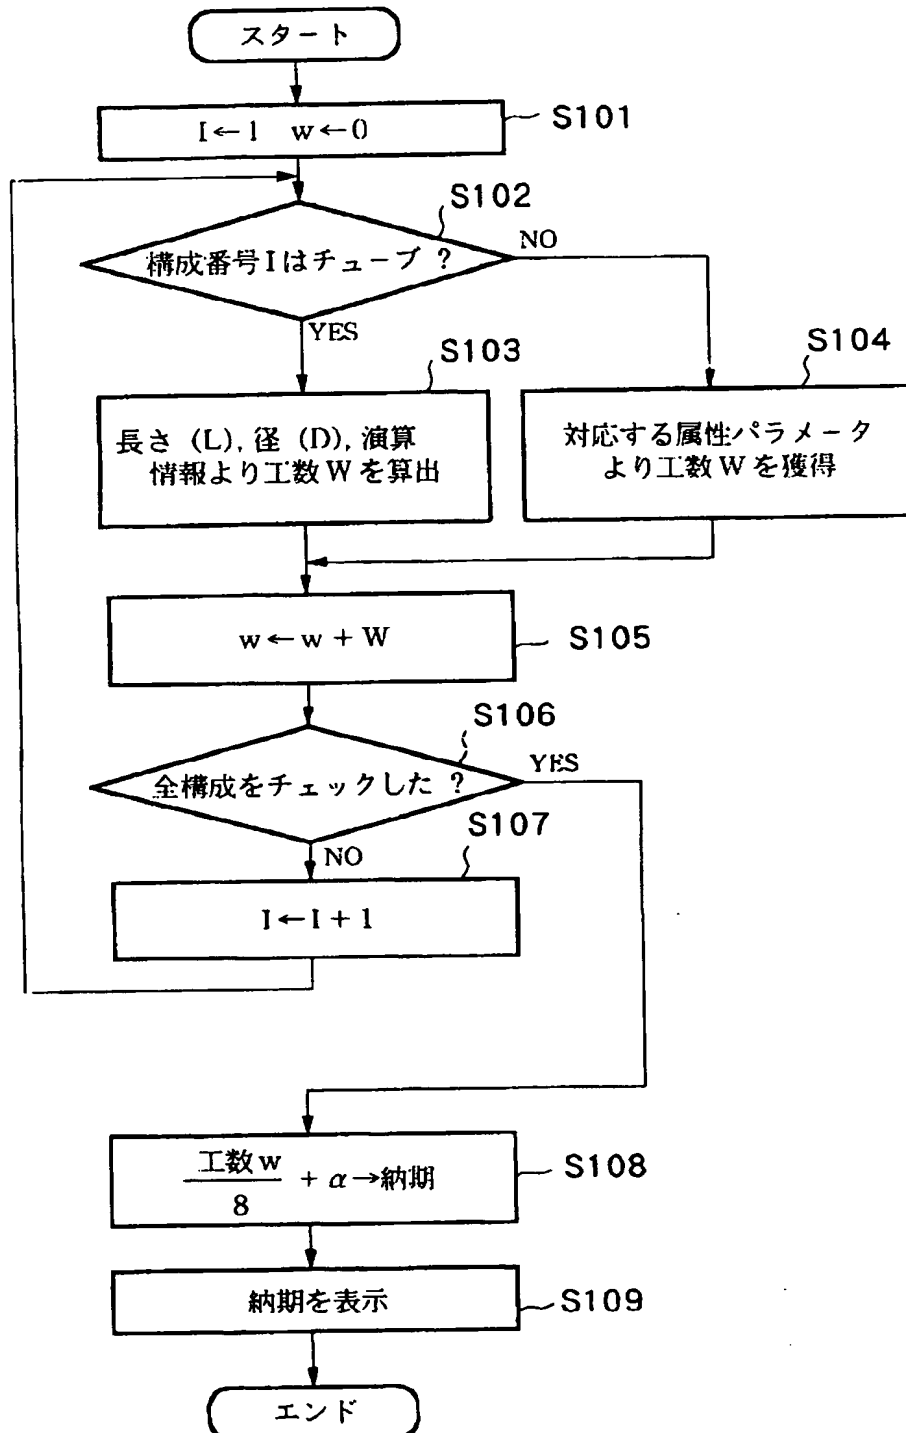 スタート
I←1 w←0
S101
S102
構成番号Iはチューブ ?
NO
YES
S103
長さ (L), 径 (D), 演算
情報より工数Wを算出
S104
対応する属性パラメータ
より工数Wを獲得
w←w + W
S105
S106
全構成をチェックした ?
YES
NO
S107
I←I + 1
工数w
8
+ α→納期
S108
納期を表示
S109
エンド